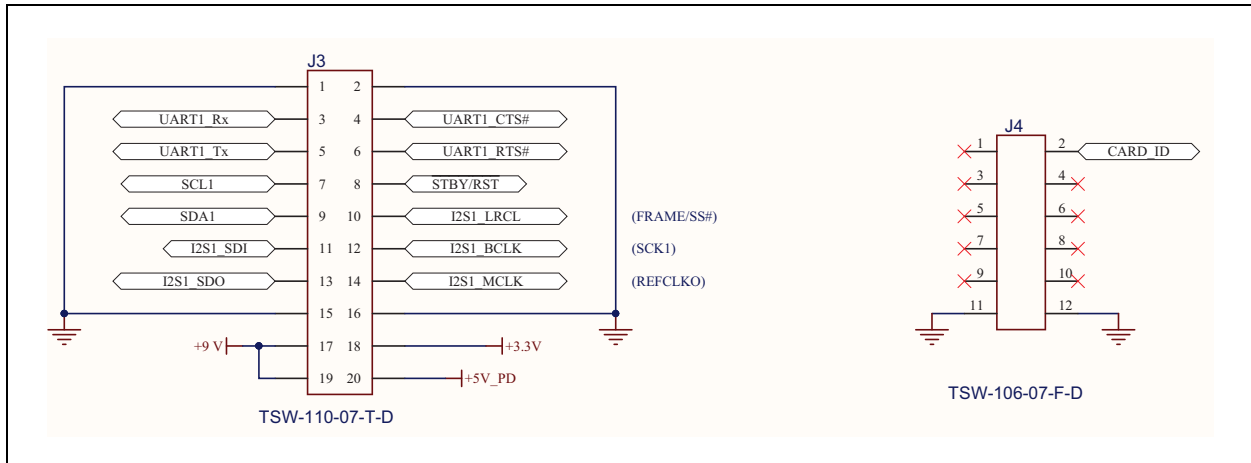 J3
1 2
UART1_Rx 3 4 UART1_CTS#
UART1_Tx 5 6 UART1_RTS#
SCL1 7 8 STBY/RST
SDA1 9 10 I2S1_LRCL (FRAME/SS#)
I2S1_SDI 11 12 I2S1_BCLK (SCK1)
I2S1_SDO 13 14 I2S1_MCLK (REFCLKO)
15 16
+9 V 17 18 +3.3V
19 20 +5V_PD
TSW-110-07-T-D
J4
1 2 CARD_ID
3 4
5 6
7 8
9 10
11 12
TSW-106-07-F-D